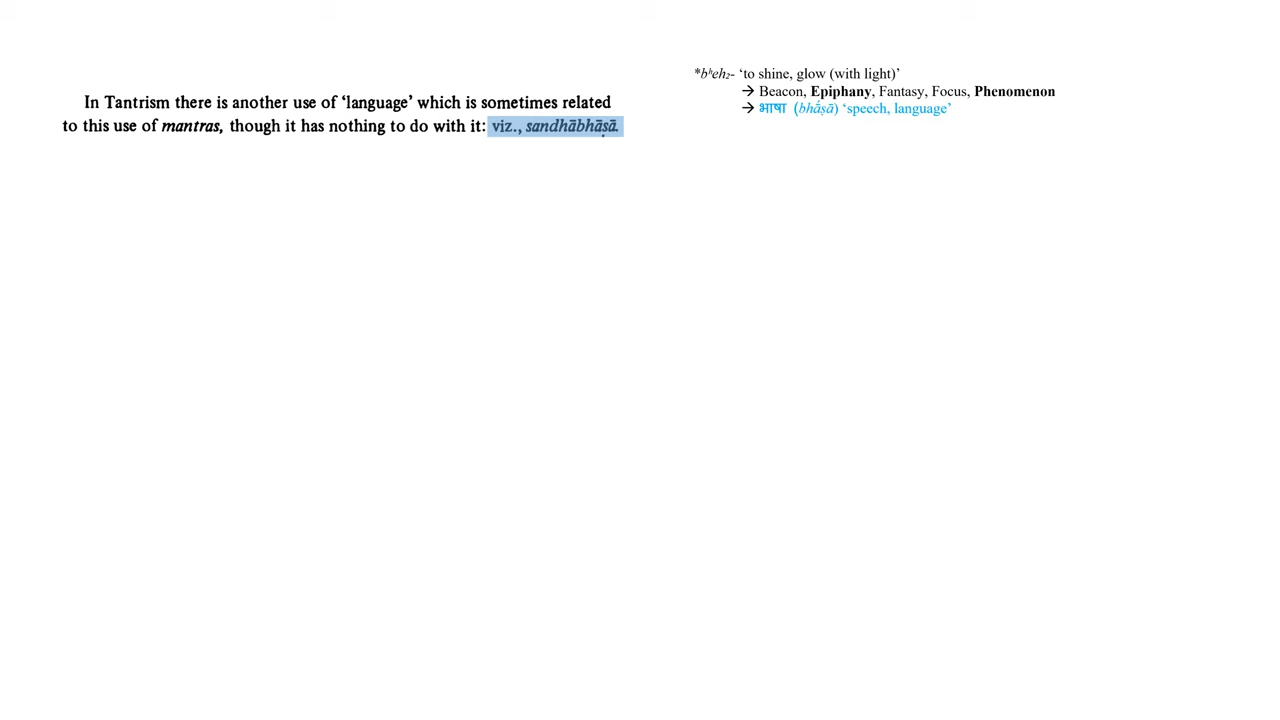 In Tantrism there is another use of ‘language’ which is sometimes related
to this use of mantras, though it has nothing to do with it: viz., sandhābhāṣā.
*bʰeh₂- ‘to shine, glow (with light)’
→ Beacon, Epiphany, Fantasy, Focus, Phenomenon
→ भाषा (bhā́ṣā) ‘speech, language’